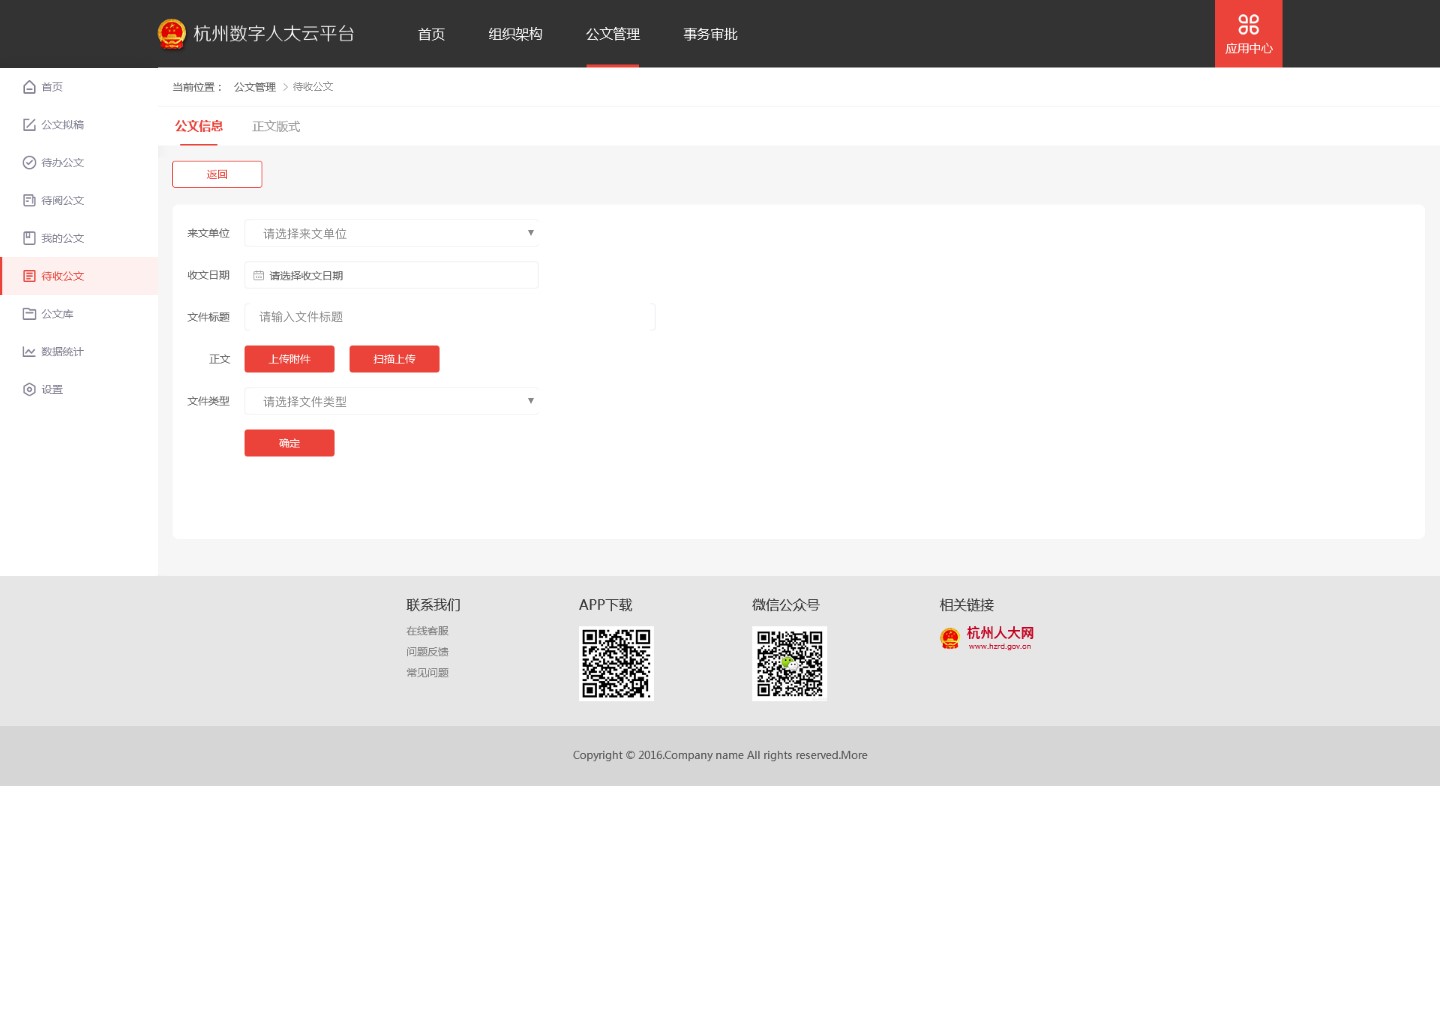 杭州数字人大云平台
首页 组织架构 公文管理 事务审批
应用中心
首页
公文拟稿
待办公文
待阅公文
我的公文
待收公文
公文库
数据统计
设置
当前位置： 公文管理 > 待收公文
公文信息 正文版式
返回
来文单位 请选择来文单位
收文日期 请选择收文日期
文件标题 请输入文件标题
正文 上传附件 扫描上传
文件类型 请选择文件类型
确定
联系我们
在线客服
问题反馈
常见问题
APP下载
微信公众号
相关链接
杭州人大网
www.hzrd.gov.cn
Copyright © 2016.Company name All rights reserved.More